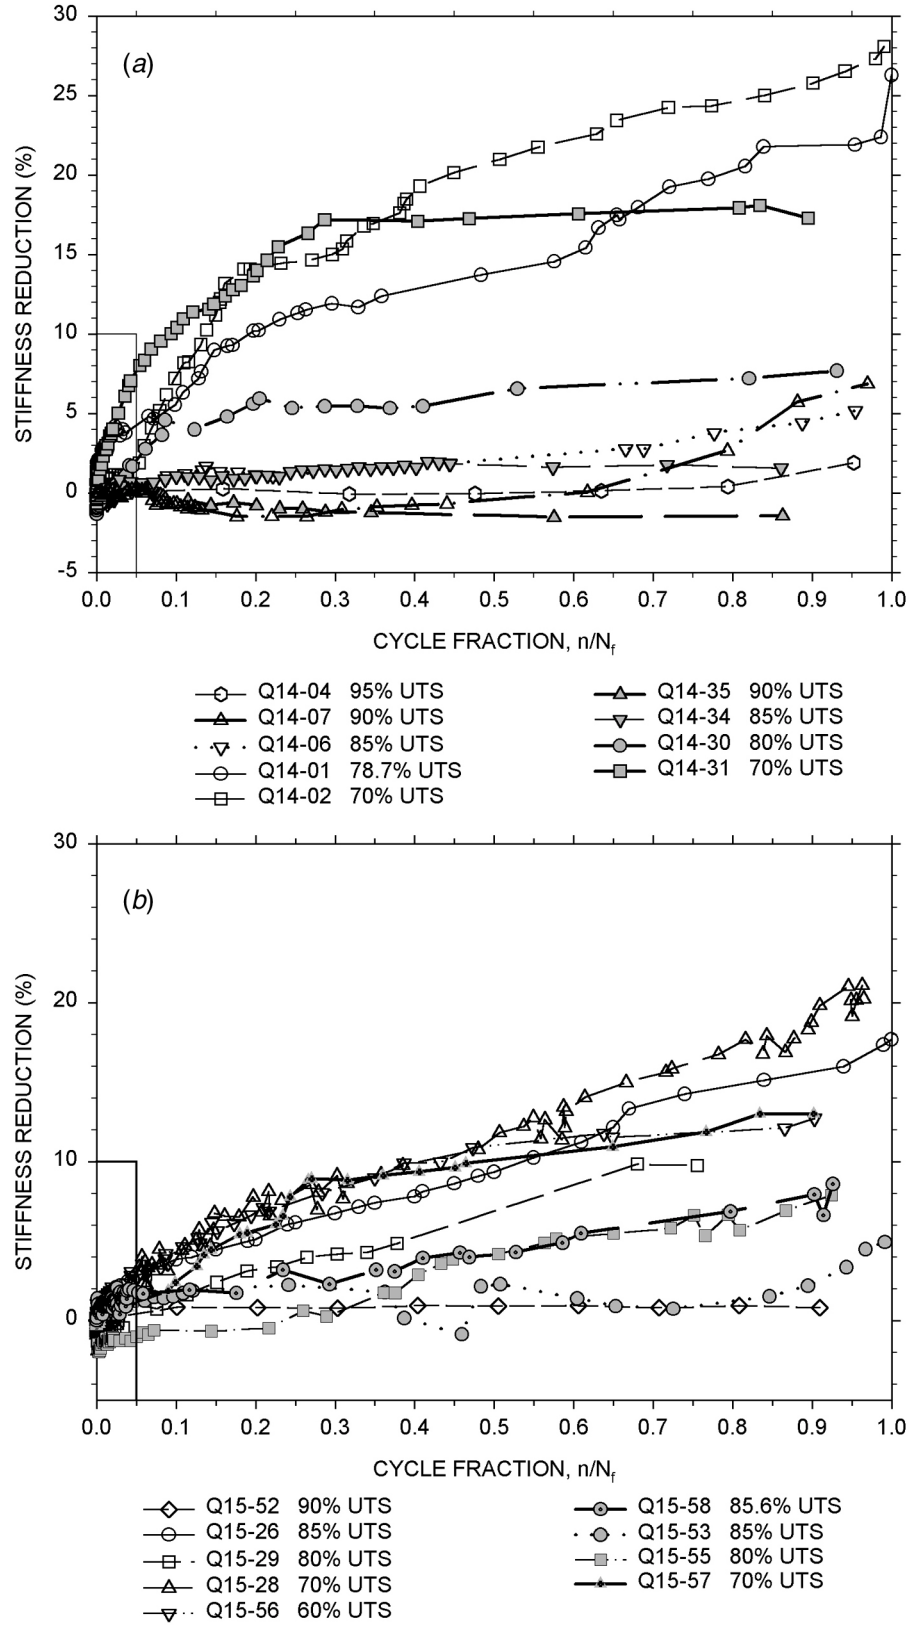 (a)
STIFFNESS REDUCTION (%)
30
25
20
15
10
5
0
-5
0.0 0.1 0.2 0.3 0.4 0.5 0.6 0.7 0.8 0.9 1.0
CYCLE FRACTION, n/Nf
Q14-04 95% UTS
Q14-07 90% UTS
Q14-06 85% UTS
Q14-01 78.7% UTS
Q14-02 70% UTS
Q14-35 90% UTS
Q14-34 85% UTS
Q14-30 80% UTS
Q14-31 70% UTS
(b)
STIFFNESS REDUCTION (%)
30
20
10
0
0.0 0.1 0.2 0.3 0.4 0.5 0.6 0.7 0.8 0.9 1.0
CYCLE FRACTION, n/Nf
Q15-52 90% UTS
Q15-26 85% UTS
Q15-29 80% UTS
Q15-28 70% UTS
Q15-56 60% UTS
Q15-58 85.6% UTS
Q15-53 85% UTS
Q15-55 80% UTS
Q15-57 70% UTS